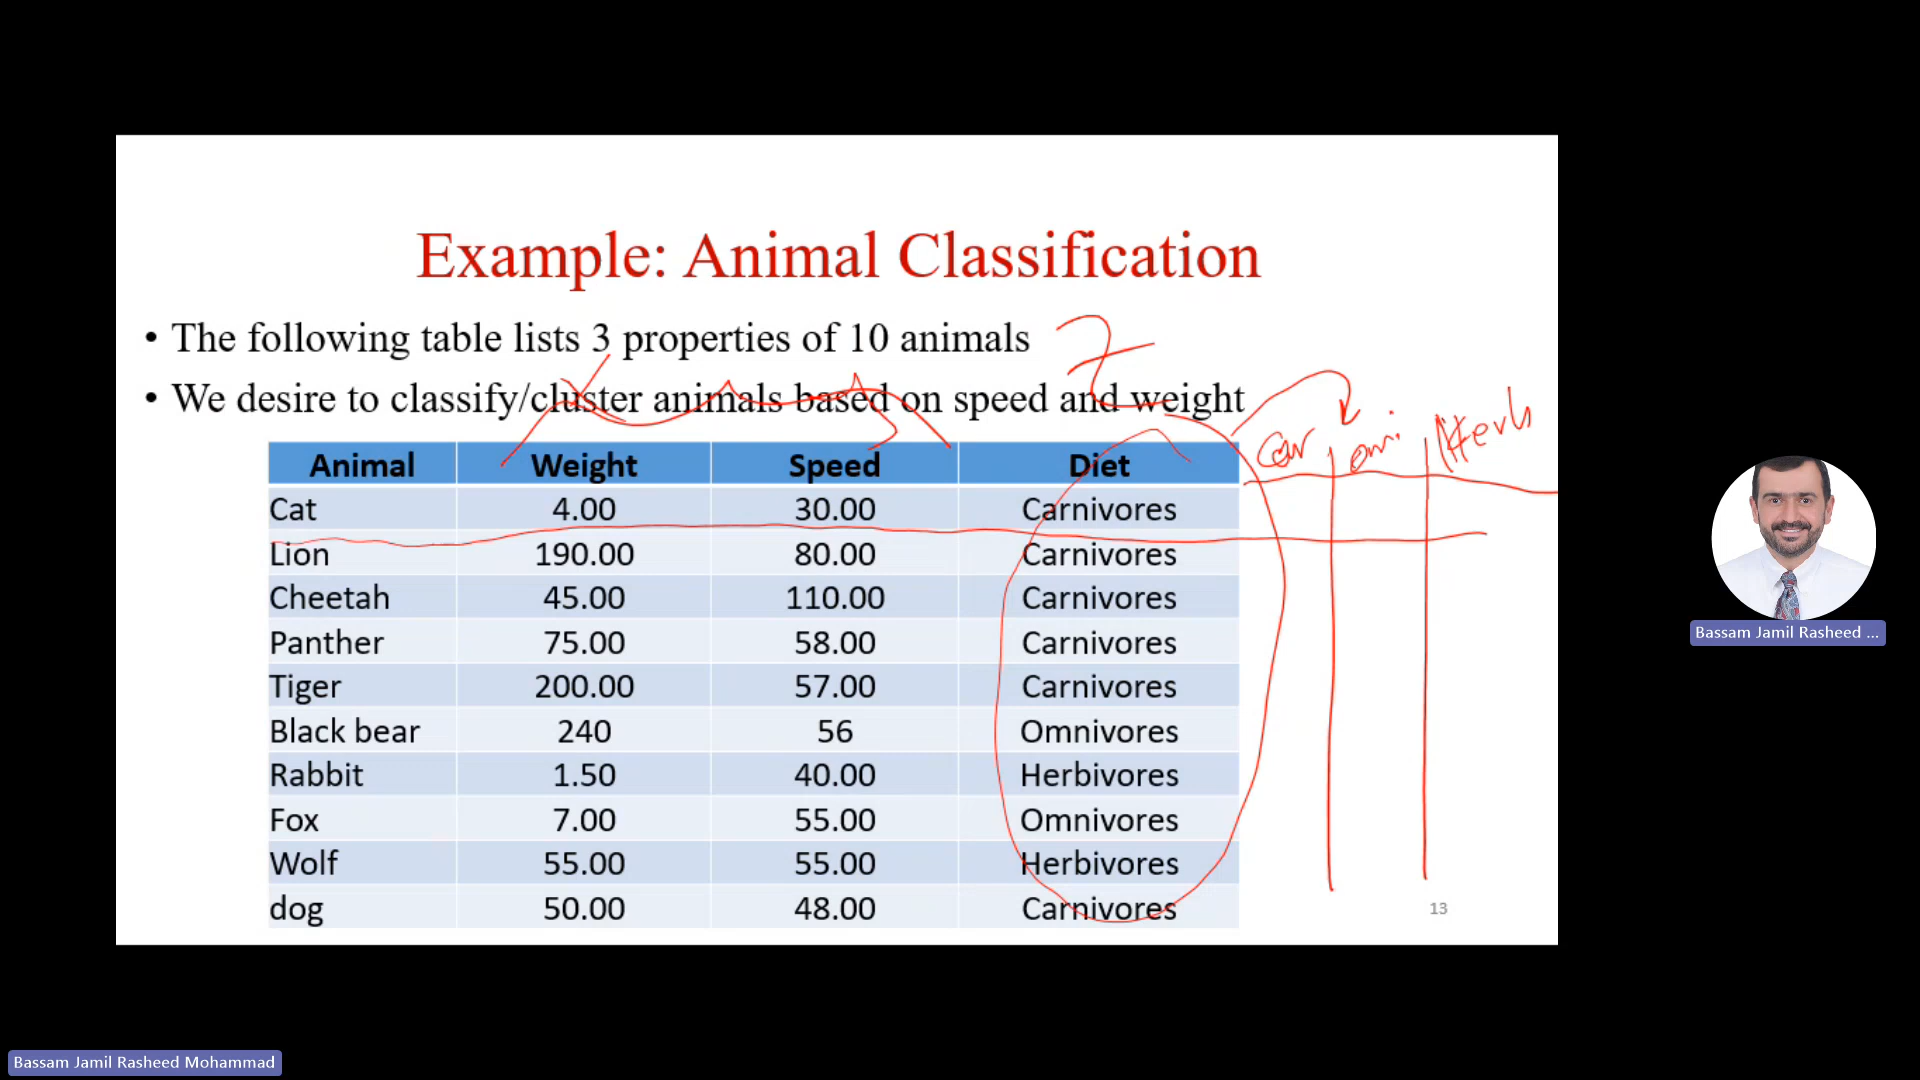 Example: Animal Classification
• The following table lists 3 properties of 10 animals
• We desire to classify/cluster animals based on speed and weight
Animal Weight Speed Diet Car omi Herb
Cat 4.00 30.00 Carnivores
Lion 190.00 80.00 Carnivores
Cheetah 45.00 110.00 Carnivores
Panther 75.00 58.00 Carnivores
Tiger 200.00 57.00 Carnivores
Black bear 240 56 Omnivores
Rabbit 1.50 40.00 Herbivores
Fox 7.00 55.00 Omnivores
Wolf 55.00 55.00 Herbivores
dog 50.00 48.00 Carnivores
13
Bassam Jamil Rasheed ...
Bassam Jamil Rasheed Mohammad